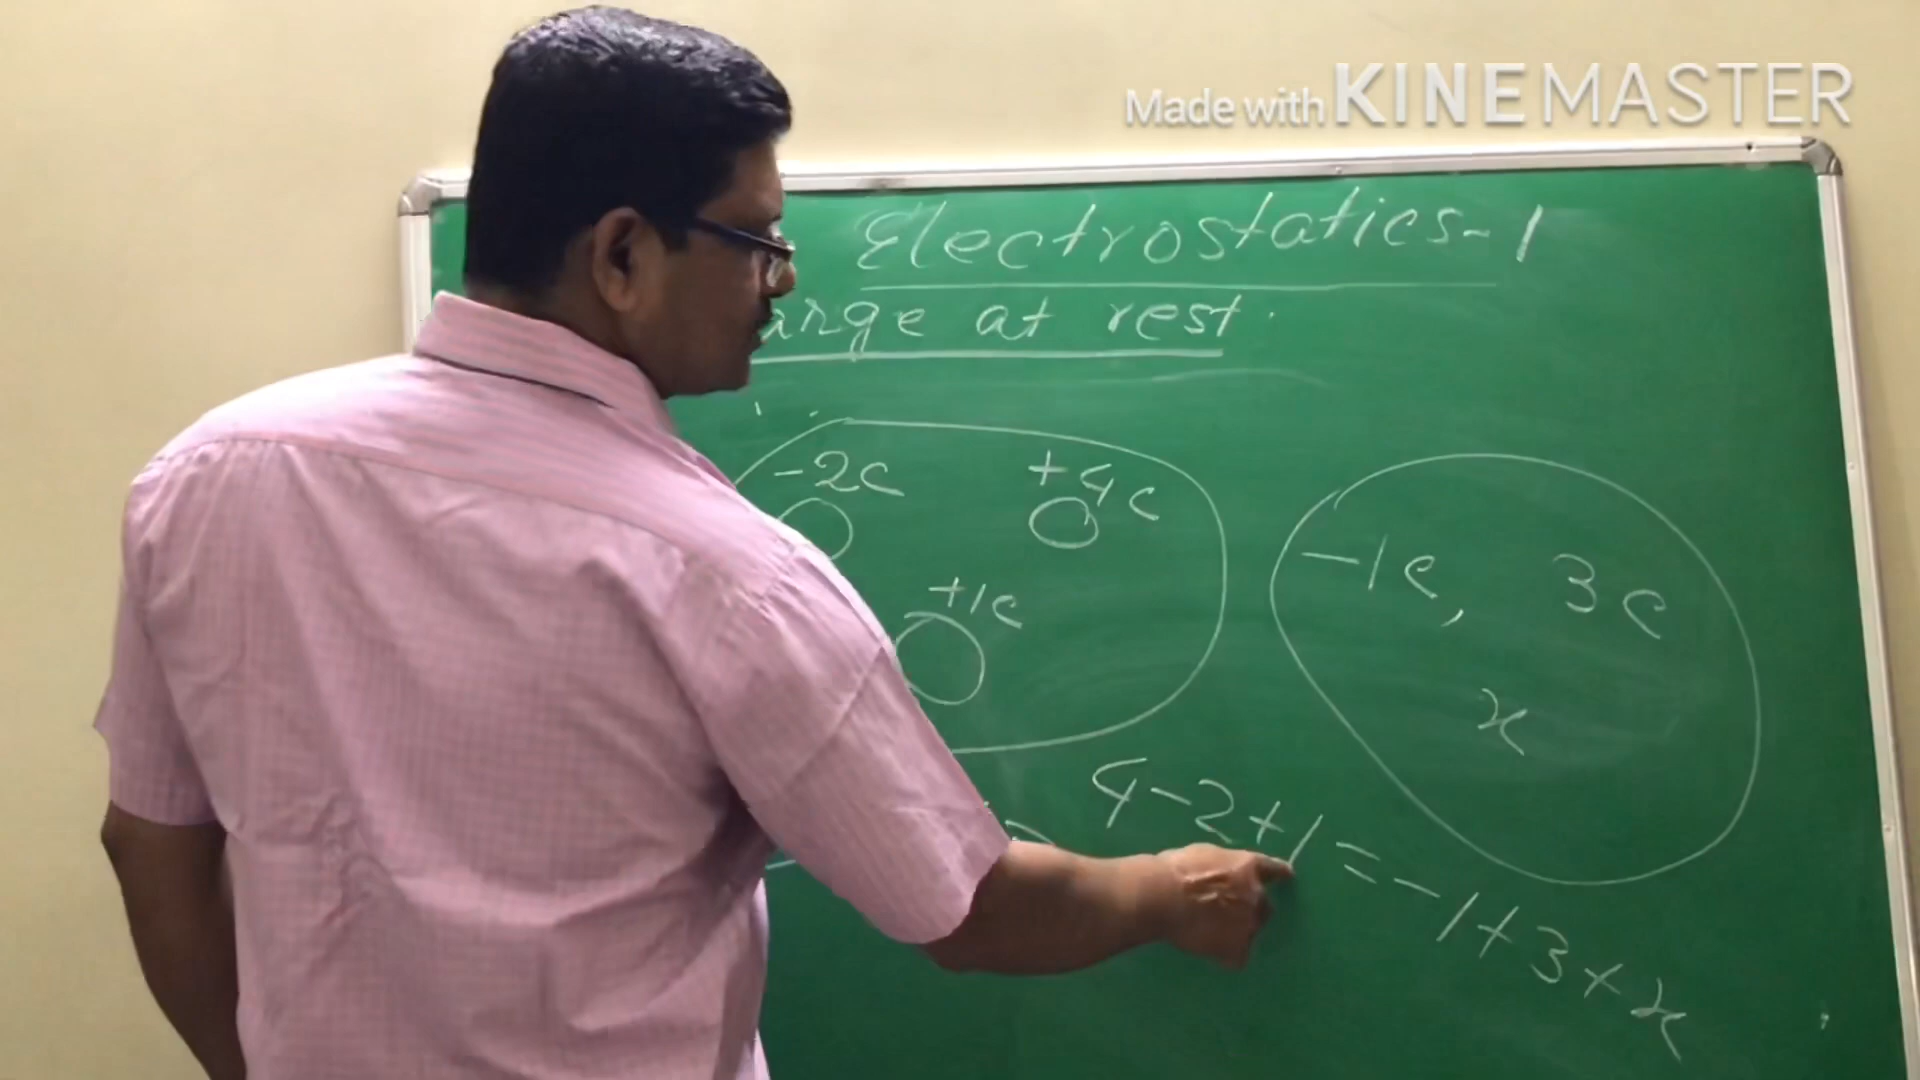 Made with KINEMASTER
Electrostatics-1
arge at rest.
-2c
+4c
+1c
-1c, 3c
x
4-2+1=-1+3+x